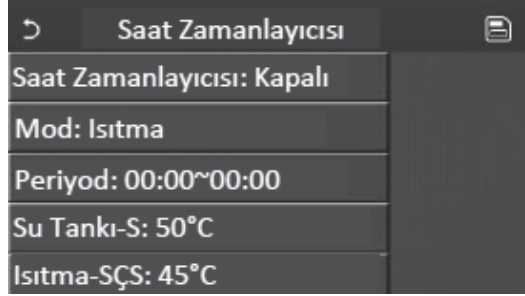 Saat Zamanlayıcısı
Saat Zamanlayıcısı: Kapalı
Mod: Isıtma
Periyod: 00:00~00:00
Su Tankı-S: 50°C
Isıtma-SÇS: 45°C